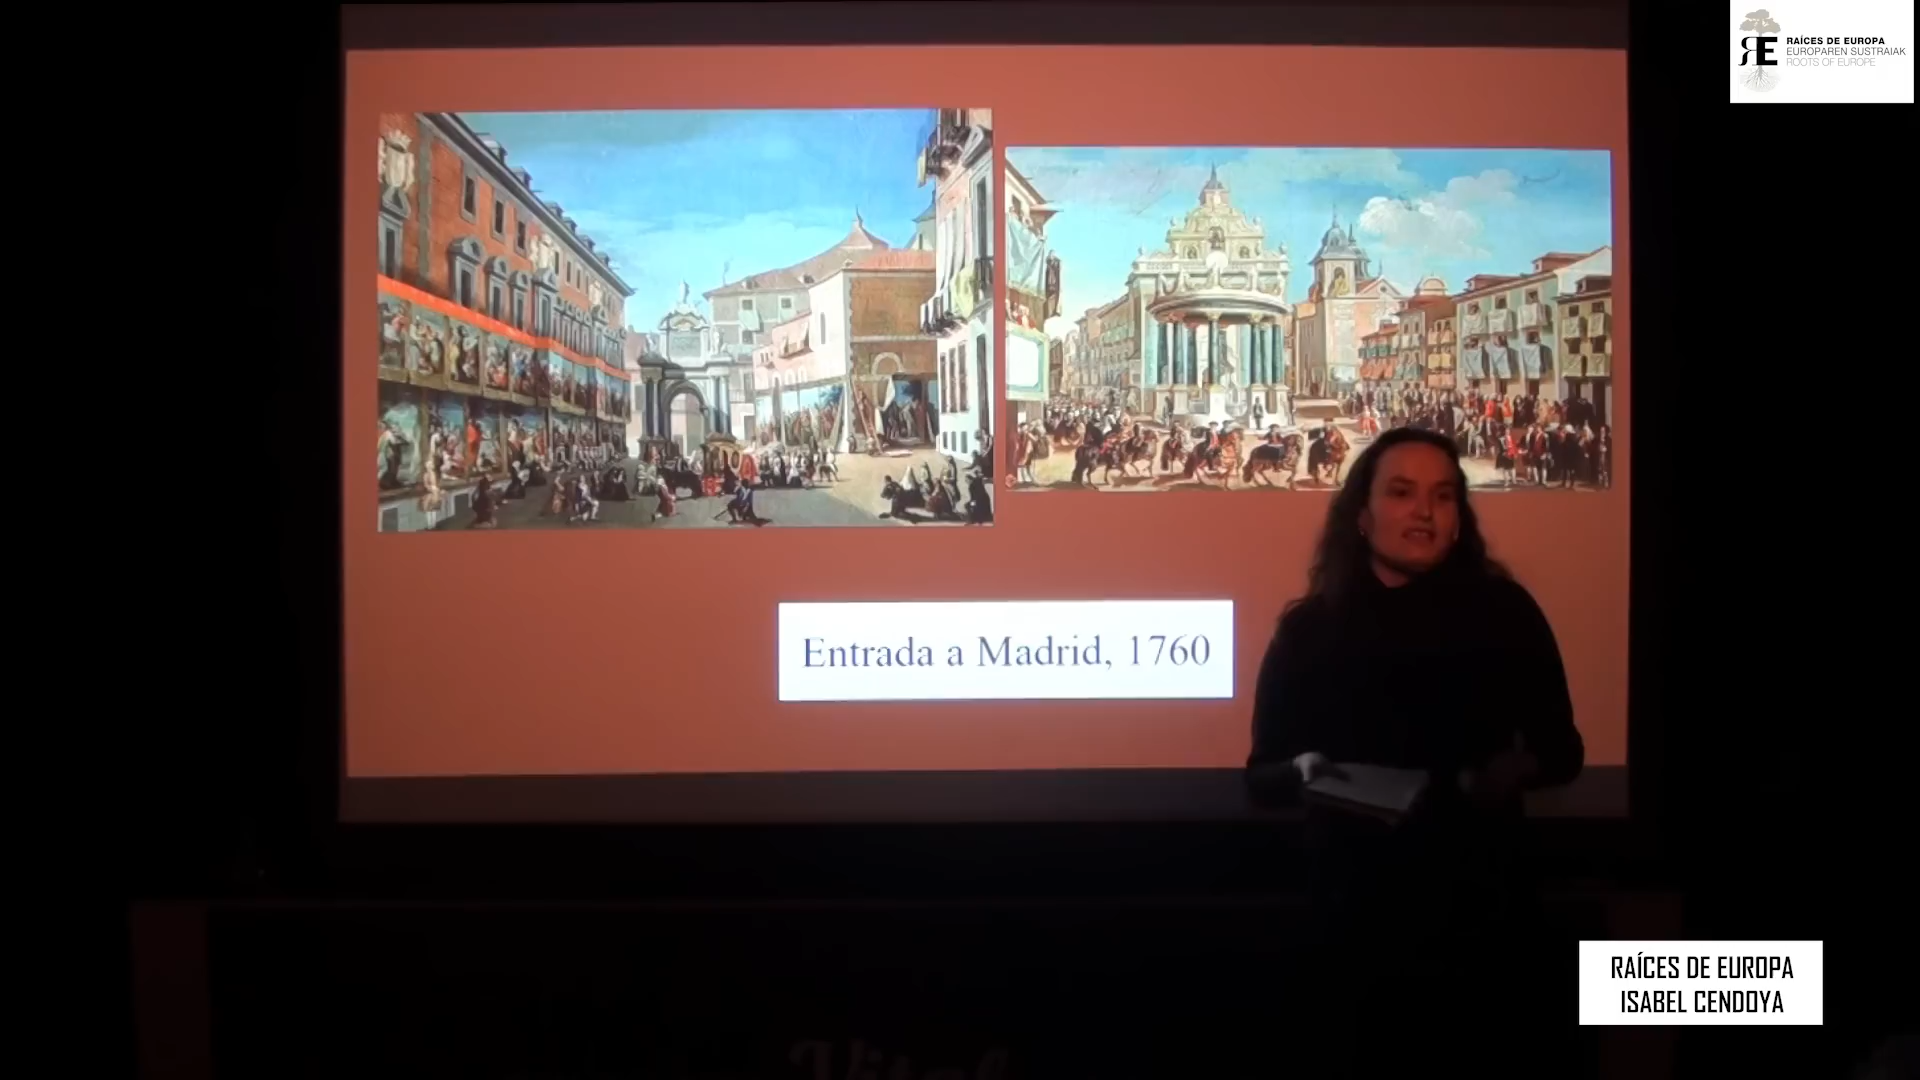 RAÍCES DE EUROPA
EUROPAREN SUSTRAIAK
ROOTS OF EUROPE
Entrada a Madrid, 1760
RAÍCES DE EUROPA
ISABEL CENDOYA